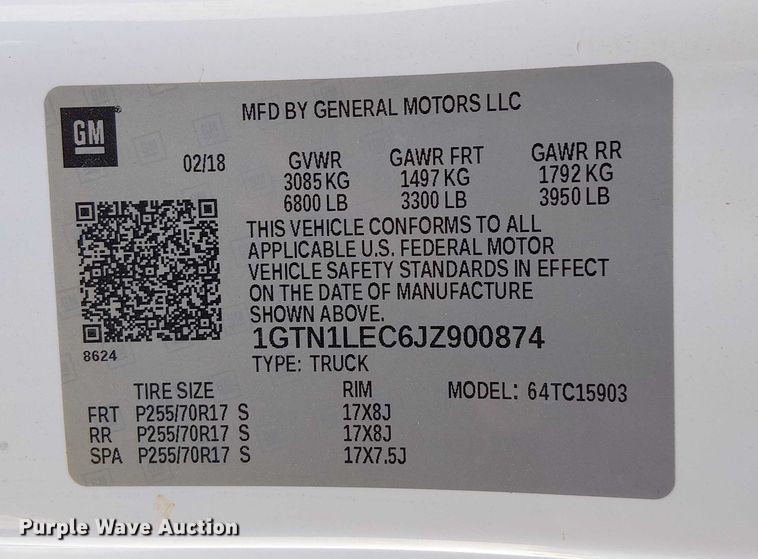 GM
MFD BY GENERAL MOTORS LLC
02/18 GVWR GAWR FRT GAWR RR
3085 KG 1497 KG 1792 KG
6800 LB 3300 LB 3950 LB
THIS VEHICLE CONFORMS TO ALL
APPLICABLE U.S. FEDERAL MOTOR
VEHICLE SAFETY STANDARDS IN EFFECT
ON THE DATE OF MANUFACTURE
SHOWN ABOVE.
1GTN1LEC6JZ900874
8624
TYPE: TRUCK
TIRE SIZE RIM MODEL: 64TC15903
FRT P255/70R17 S 17X8J
RR P255/70R17 S 17X8J
SPA P255/70R17 S 17X7.5J
Purple Wave Auction